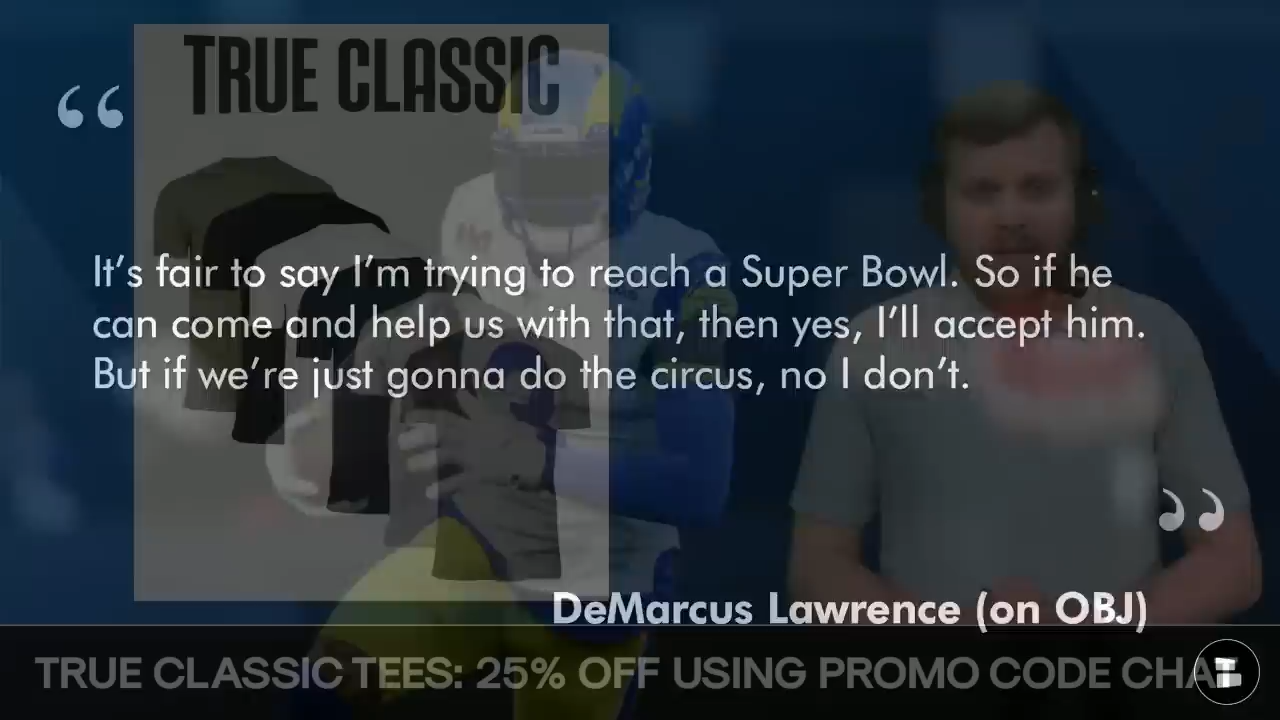 TRUE CLASSIC
“
It’s fair to say I’m trying to reach a Super Bowl. So if he
can come and help us with that, then yes, I’ll accept him.
But if we’re just gonna do the circus, no I don’t.
”
DeMarcus Lawrence (on OBJ)
TRUE CLASSIC TEES: 25% OFF USING PROMO CODE CHA